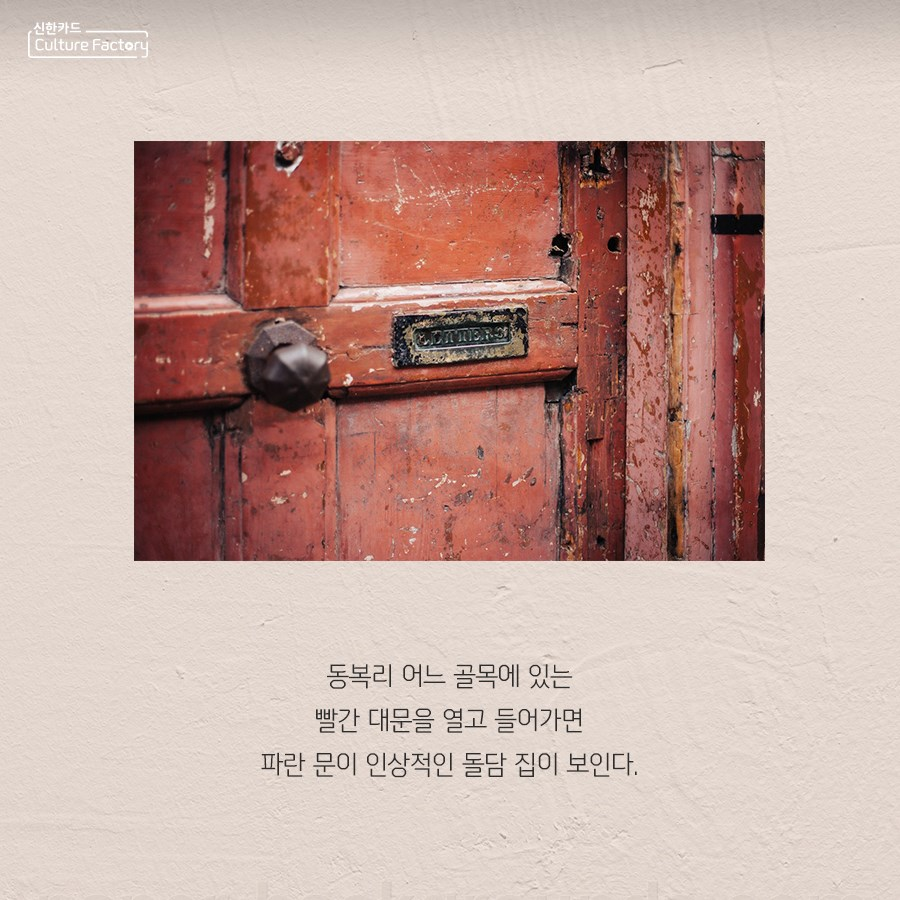 신한카드
Culture Factory
LETTERS
동복리 어느 골목에 있는
빨간 대문을 열고 들어가면
파란 문이 인상적인 돌담 집이 보인다.